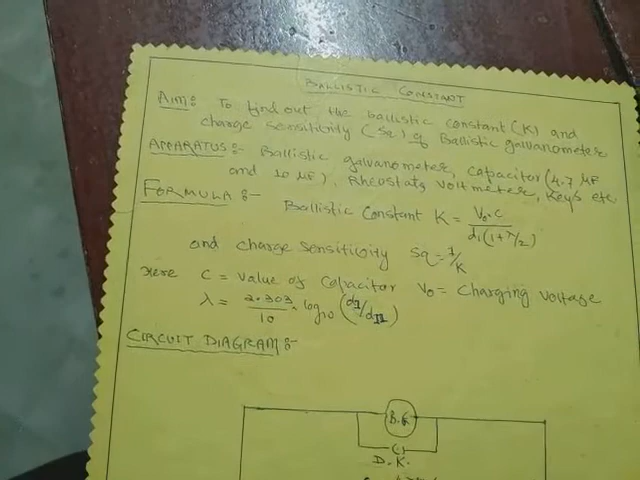 BALLISTIC CONSTANT
Aim:- To find out the ballistic constant (K) and
charge sensitivity (Sq) of Ballistic galvanometer
APPARATUS:- Ballistic galvanometer, capacitor (4.7 μF
and 10 μF), Rheostats, voltmeter, Keys etc.
FORMULA:-
Ballistic Constant K = V₀·C / d₁(1+λ/2)
and charge sensitivity Sq = 1/K
Here C = value of Capacitor V₀ = Charging voltage
λ = 2.303/10 · log₁₀ (d₁/d₁₁)
CIRCUIT DIAGRAM:-
B.G
D.K.